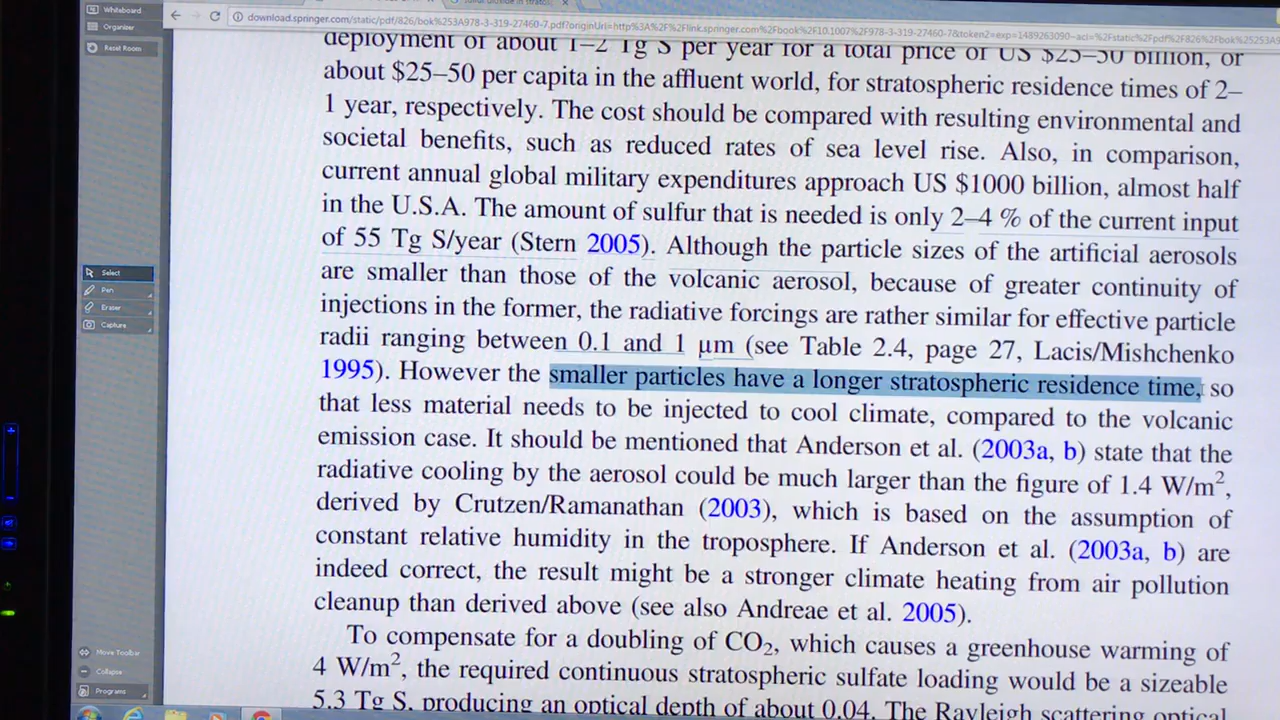 Whiteboard
Organiser
Reset Room
Select
Pen
Eraser
Capture
Move Toolbar
Collapse
Programs
deployment of about 1–2 Tg S per year for a total price of US $25–50 billion, or
about $25–50 per capita in the affluent world, for stratospheric residence times of 2–
1 year, respectively. The cost should be compared with resulting environmental and
societal benefits, such as reduced rates of sea level rise. Also, in comparison,
current annual global military expenditures approach US $1000 billion, almost half
in the U.S.A. The amount of sulfur that is needed is only 2–4 % of the current input
of 55 Tg S/year (Stern 2005). Although the particle sizes of the artificial aerosols
are smaller than those of the volcanic aerosol, because of greater continuity of
injections in the former, the radiative forcings are rather similar for effective particle
radii ranging between 0.1 and 1 μm (see Table 2.4, page 27, Lacis/Mishchenko
1995). However the smaller particles have a longer stratospheric residence time, so
that less material needs to be injected to cool climate, compared to the volcanic
emission case. It should be mentioned that Anderson et al. (2003a, b) state that the
radiative cooling by the aerosol could be much larger than the figure of 1.4 W/m², 
derived by Crutzen/Ramanathan (2003), which is based on the assumption of
constant relative humidity in the troposphere. If Anderson et al. (2003a, b) are
indeed correct, the result might be a stronger climate heating from air pollution
cleanup than derived above (see also Andreae et al. 2005).
To compensate for a doubling of CO₂, which causes a greenhouse warming of
4 W/m², the required continuous stratospheric sulfate loading would be a sizeable
5.3 Tg S, producing an optical depth of about 0.04. The Rayleigh scattering optical